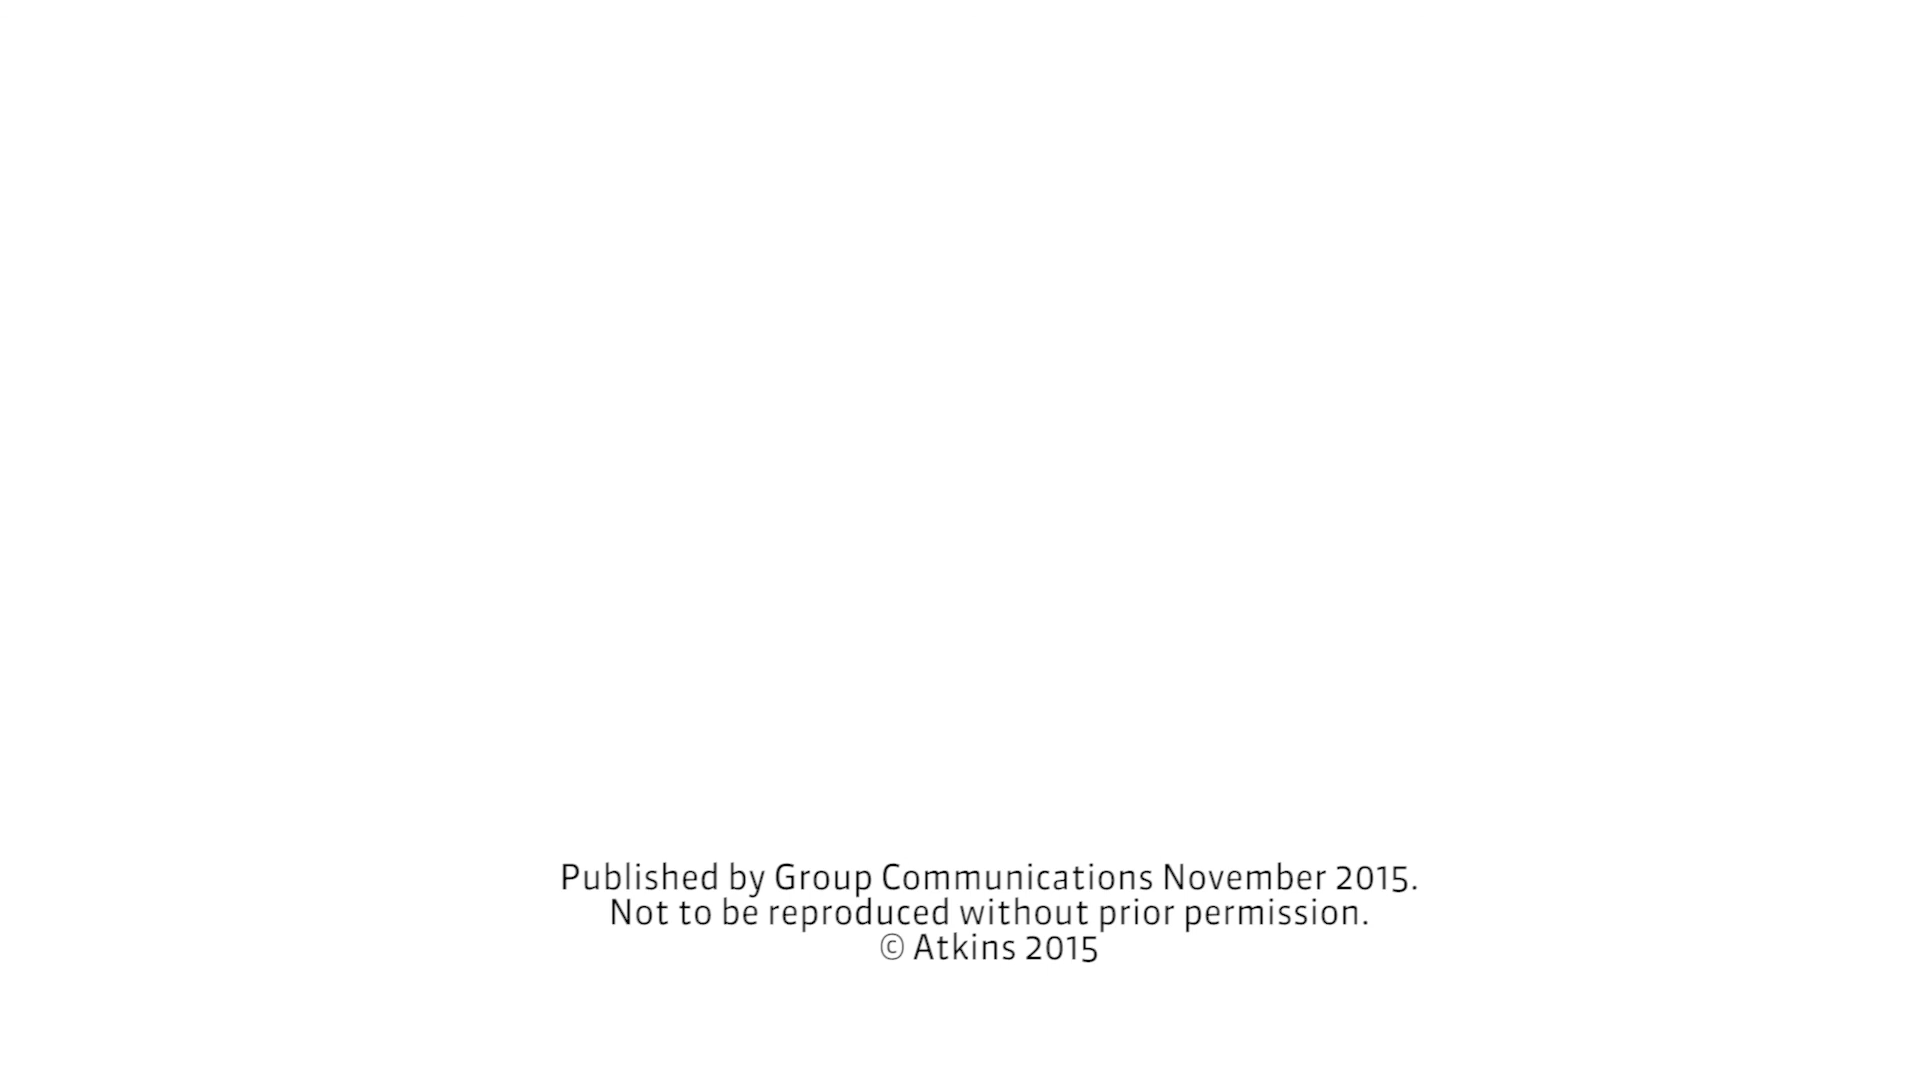 Published by Group Communications November 2015.
Not to be reproduced without prior permission.
© Atkins 2015